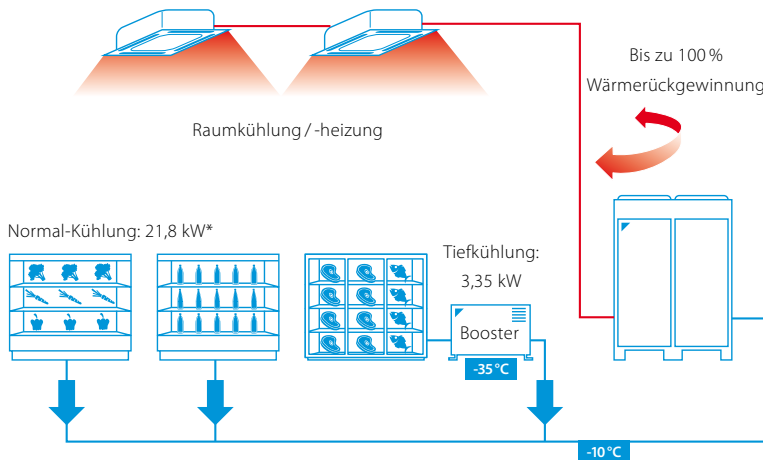 Bis zu 100 %
Wärmerückgewinnung
Raumkühlung / -heizung
Normal-Kühlung: 21,8 kW*
Tiefkühlung:
3,35 kW
Booster
-35 °C
-10 °C